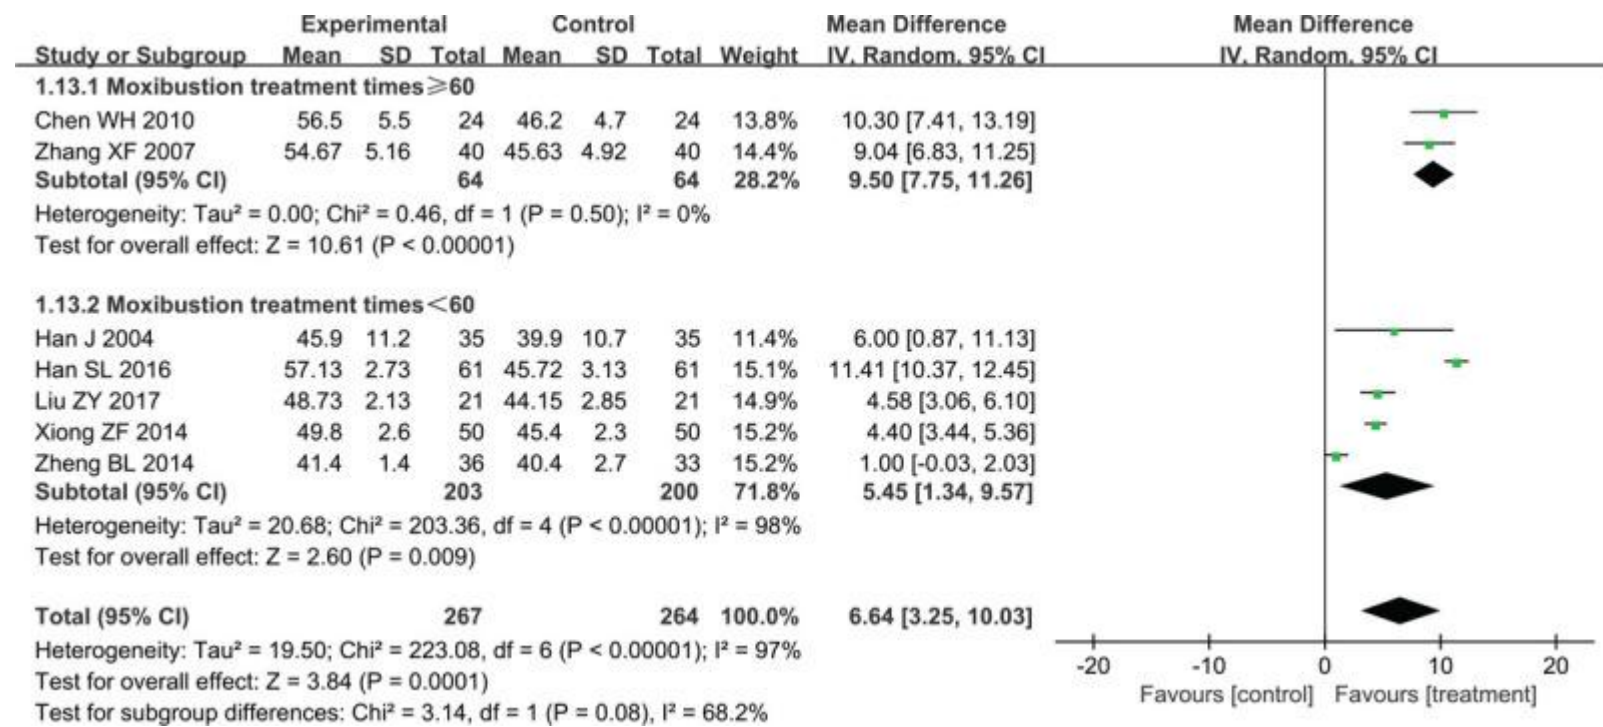 Experimental Control Mean Difference Mean Difference
Study or Subgroup Mean SD Total Mean SD Total Weight IV, Random, 95% CI IV, Random, 95% CI
1.13.1 Moxibustion treatment times≥60
Chen WH 2010 56.5 5.5 24 46.2 4.7 24 13.8% 10.30 [7.41, 13.19]
Zhang XF 2007 54.67 5.16 40 45.63 4.92 40 14.4% 9.04 [6.83, 11.25]
Subtotal (95% CI) 64 64 28.2% 9.50 [7.75, 11.26]
Heterogeneity: Tau² = 0.00; Chi² = 0.46, df = 1 (P = 0.50); I² = 0%
Test for overall effect: Z = 10.61 (P < 0.00001)
1.13.2 Moxibustion treatment times<60
Han J 2004 45.9 11.2 35 39.9 10.7 35 11.4% 6.00 [0.87, 11.13]
Han SL 2016 57.13 2.73 61 45.72 3.13 61 15.1% 11.41 [10.37, 12.45]
Liu ZY 2017 48.73 2.13 21 44.15 2.85 21 14.9% 4.58 [3.06, 6.10]
Xiong ZF 2014 49.8 2.6 50 45.4 2.3 50 15.2% 4.40 [3.44, 5.36]
Zheng BL 2014 41.4 1.4 36 40.4 2.7 33 15.2% 1.00 [-0.03, 2.03]
Subtotal (95% CI) 203 200 71.8% 5.45 [1.34, 9.57]
Heterogeneity: Tau² = 20.68; Chi² = 203.36, df = 4 (P < 0.00001); I² = 98%
Test for overall effect: Z = 2.60 (P = 0.009)
Total (95% CI) 267 264 100.0% 6.64 [3.25, 10.03]
Heterogeneity: Tau² = 19.50; Chi² = 223.08, df = 6 (P < 0.00001); I² = 97%
-20 -10 0 10 20
Test for overall effect: Z = 3.84 (P = 0.0001)
Favours [control] Favours [treatment]
Test for subgroup differences: Chi² = 3.14, df = 1 (P = 0.08), I² = 68.2%